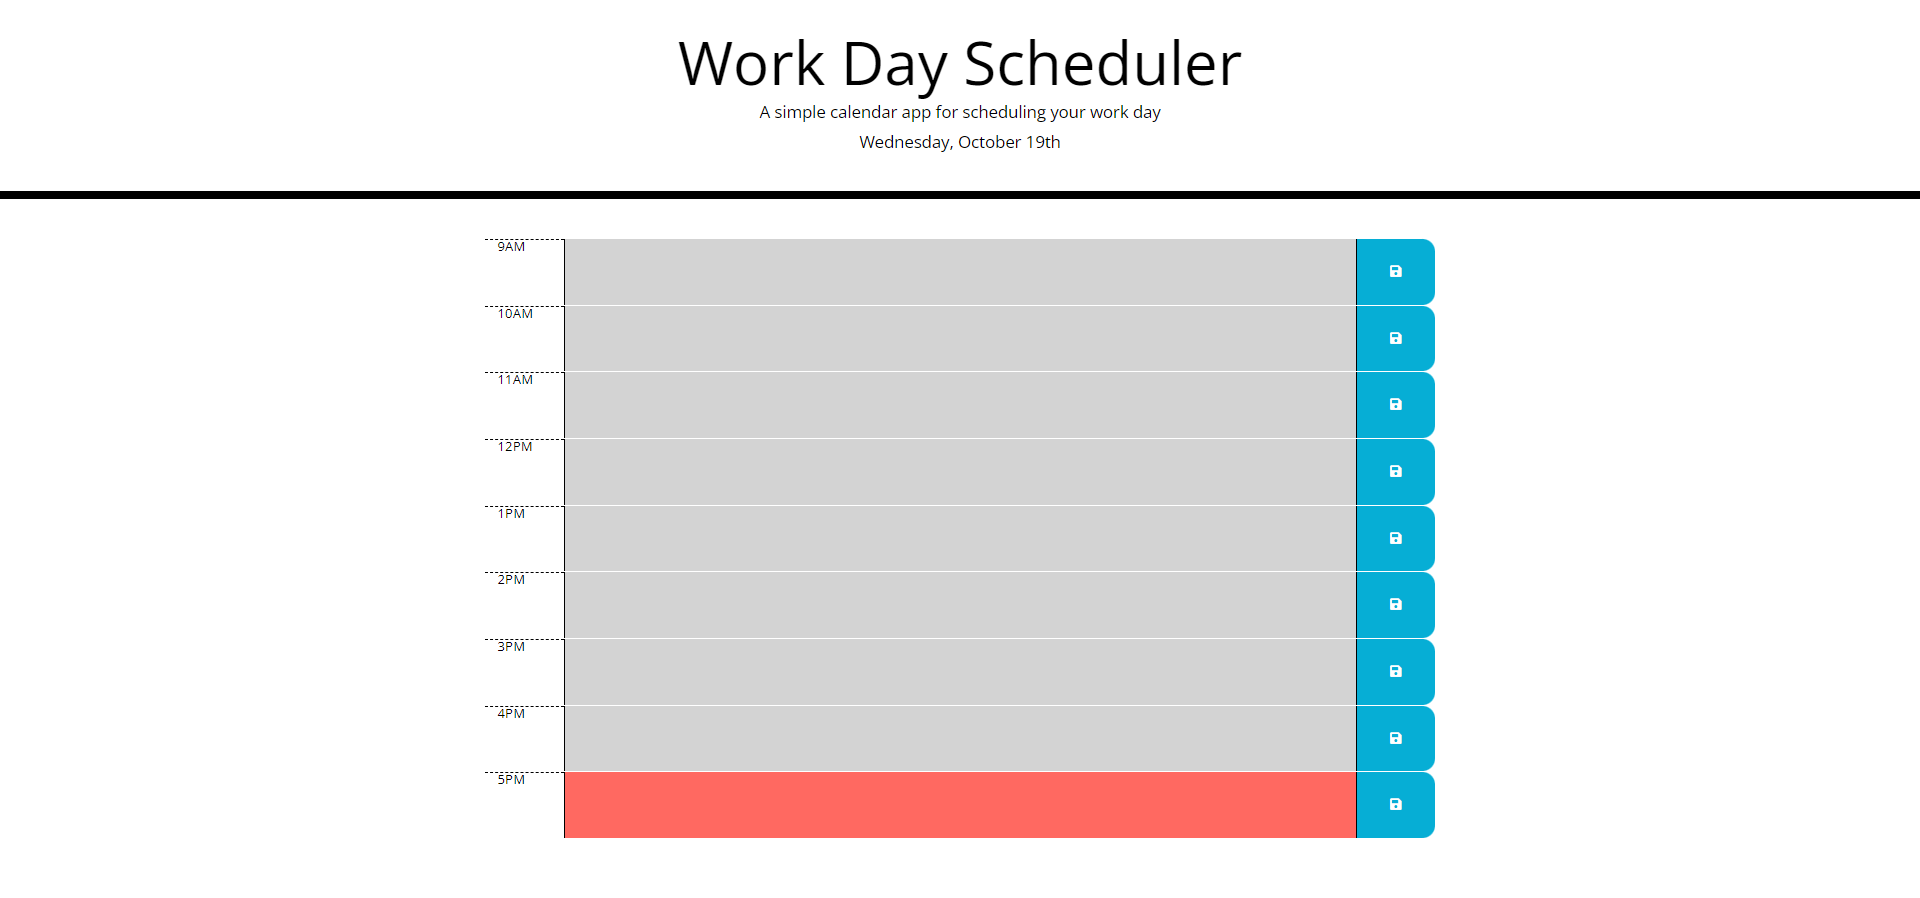 Work Day Scheduler
A simple calendar app for scheduling your work day
Wednesday, October 19th
9AM
10AM
11AM
12PM
1PM
2PM
3PM
4PM
5PM